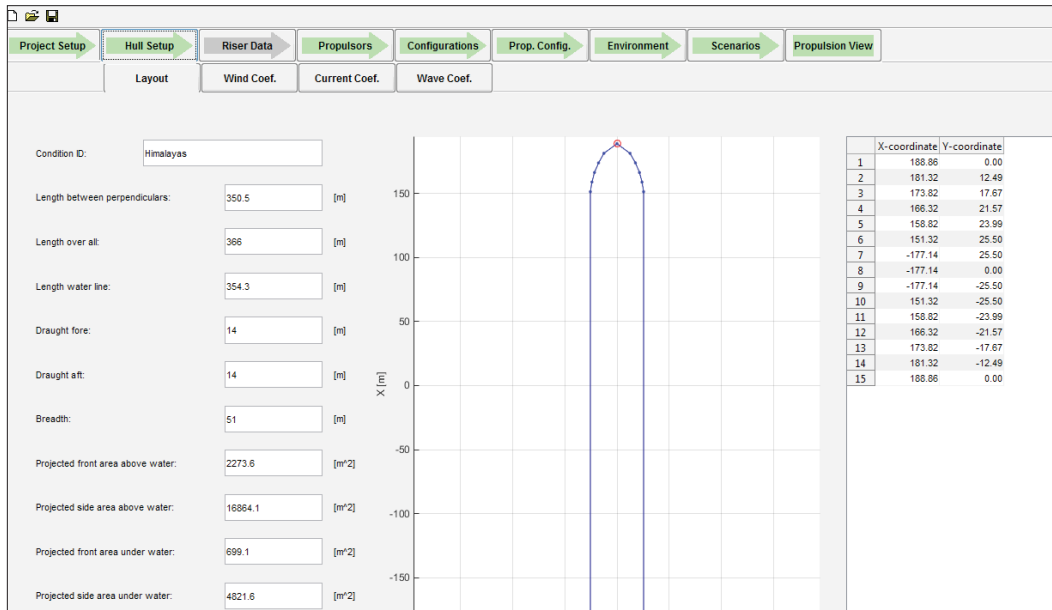 Project Setup Hull Setup Riser Data Propulsors Configurations Prop. Config. Environment Scenarios Propulsion View
Layout Wind Coef. Current Coef. Wave Coef.
Condition ID: Himalayas
Length between perpendiculars: 350.5 [m]
Length over all: 366 [m]
Length water line: 354.3 [m]
Draught fore: 14 [m]
Draught aft: 14 [m]
Breadth: 51 [m]
Projected front area above water: 2273.6 [m^2]
Projected side area above water: 16864.1 [m^2]
Projected front area under water: 699.1 [m^2]
Projected side area under water: 4821.6 [m^2]
X [m]
150
100
50
0
-50
-100
-150
X-coordinate Y-coordinate
1 188.86 0.00
2 181.32 12.49
3 173.82 17.67
4 166.32 21.57
5 158.82 23.99
6 151.32 25.50
7 -177.14 25.50
8 -177.14 0.00
9 -177.14 -25.50
10 151.32 -25.50
11 158.82 -23.99
12 166.32 -21.57
13 173.82 -17.67
14 181.32 -12.49
15 188.86 0.00